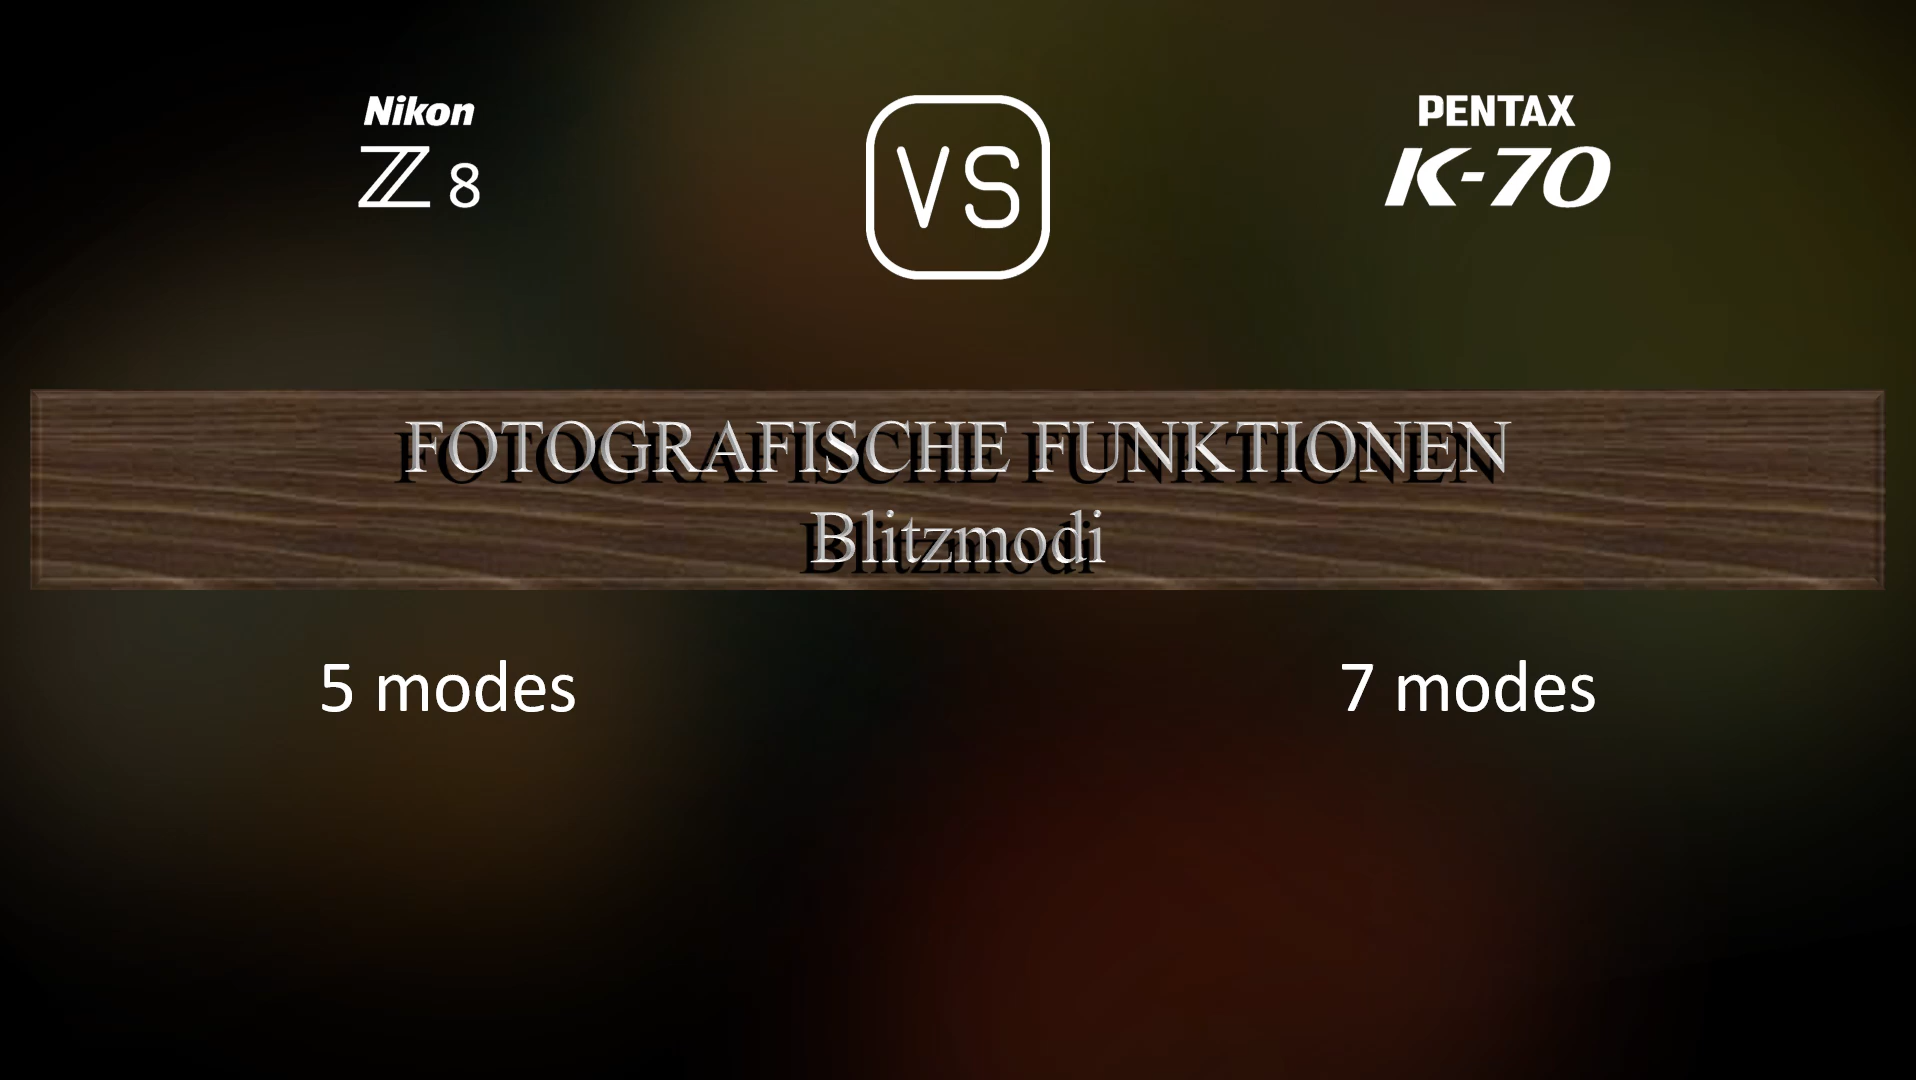 Nikon
Z 8
VS
PENTAX
K-70
FOTOGRAFISCHE FUNKTIONEN
Blitzmodi
5 modes
7 modes